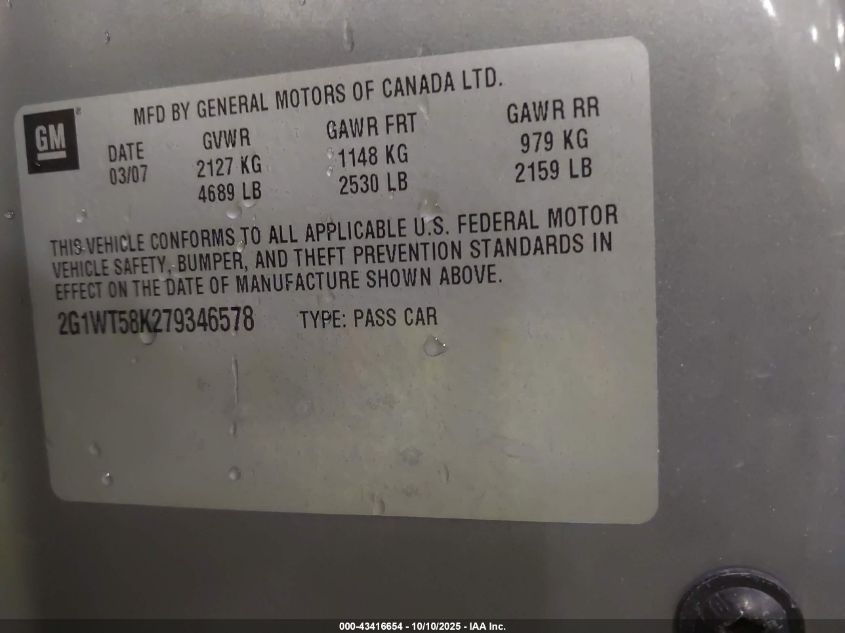 MFD BY GENERAL MOTORS OF CANADA LTD.
GM ®
DATE GVWR GAWR FRT GAWR RR
03/07 2127 KG 1148 KG 979 KG
4689 LB 2530 LB 2159 LB
THIS VEHICLE CONFORMS TO ALL APPLICABLE U.S. FEDERAL MOTOR
VEHICLE SAFETY, BUMPER, AND THEFT PREVENTION STANDARDS IN
EFFECT ON THE DATE OF MANUFACTURE SHOWN ABOVE.
2G1WT58K279346578 TYPE: PASS CAR
000-43416654 - 10/10/2025 - IAA Inc.